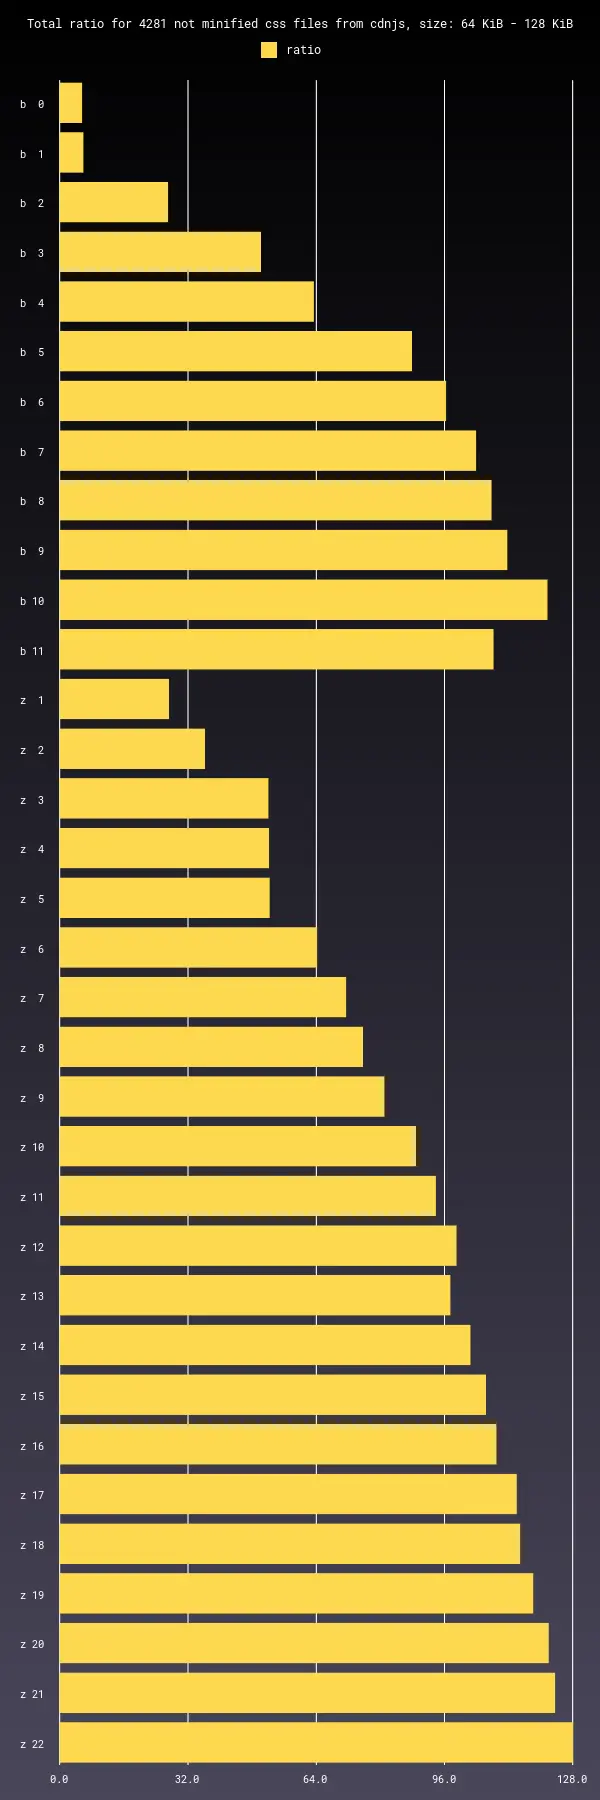 Total ratio for 4281 not minified css files from cdnjs, size: 64 KiB - 128 KiB
ratio
b  0
b  1
b  2
b  3
b  4
b  5
b  6
b  7
b  8
b  9
b 10
b 11
z  1
z  2
z  3
z  4
z  5
z  6
z  7
z  8
z  9
z 10
z 11
z 12
z 13
z 14
z 15
z 16
z 17
z 18
z 19
z 20
z 21
z 22
0.0 32.0 64.0 96.0 128.0